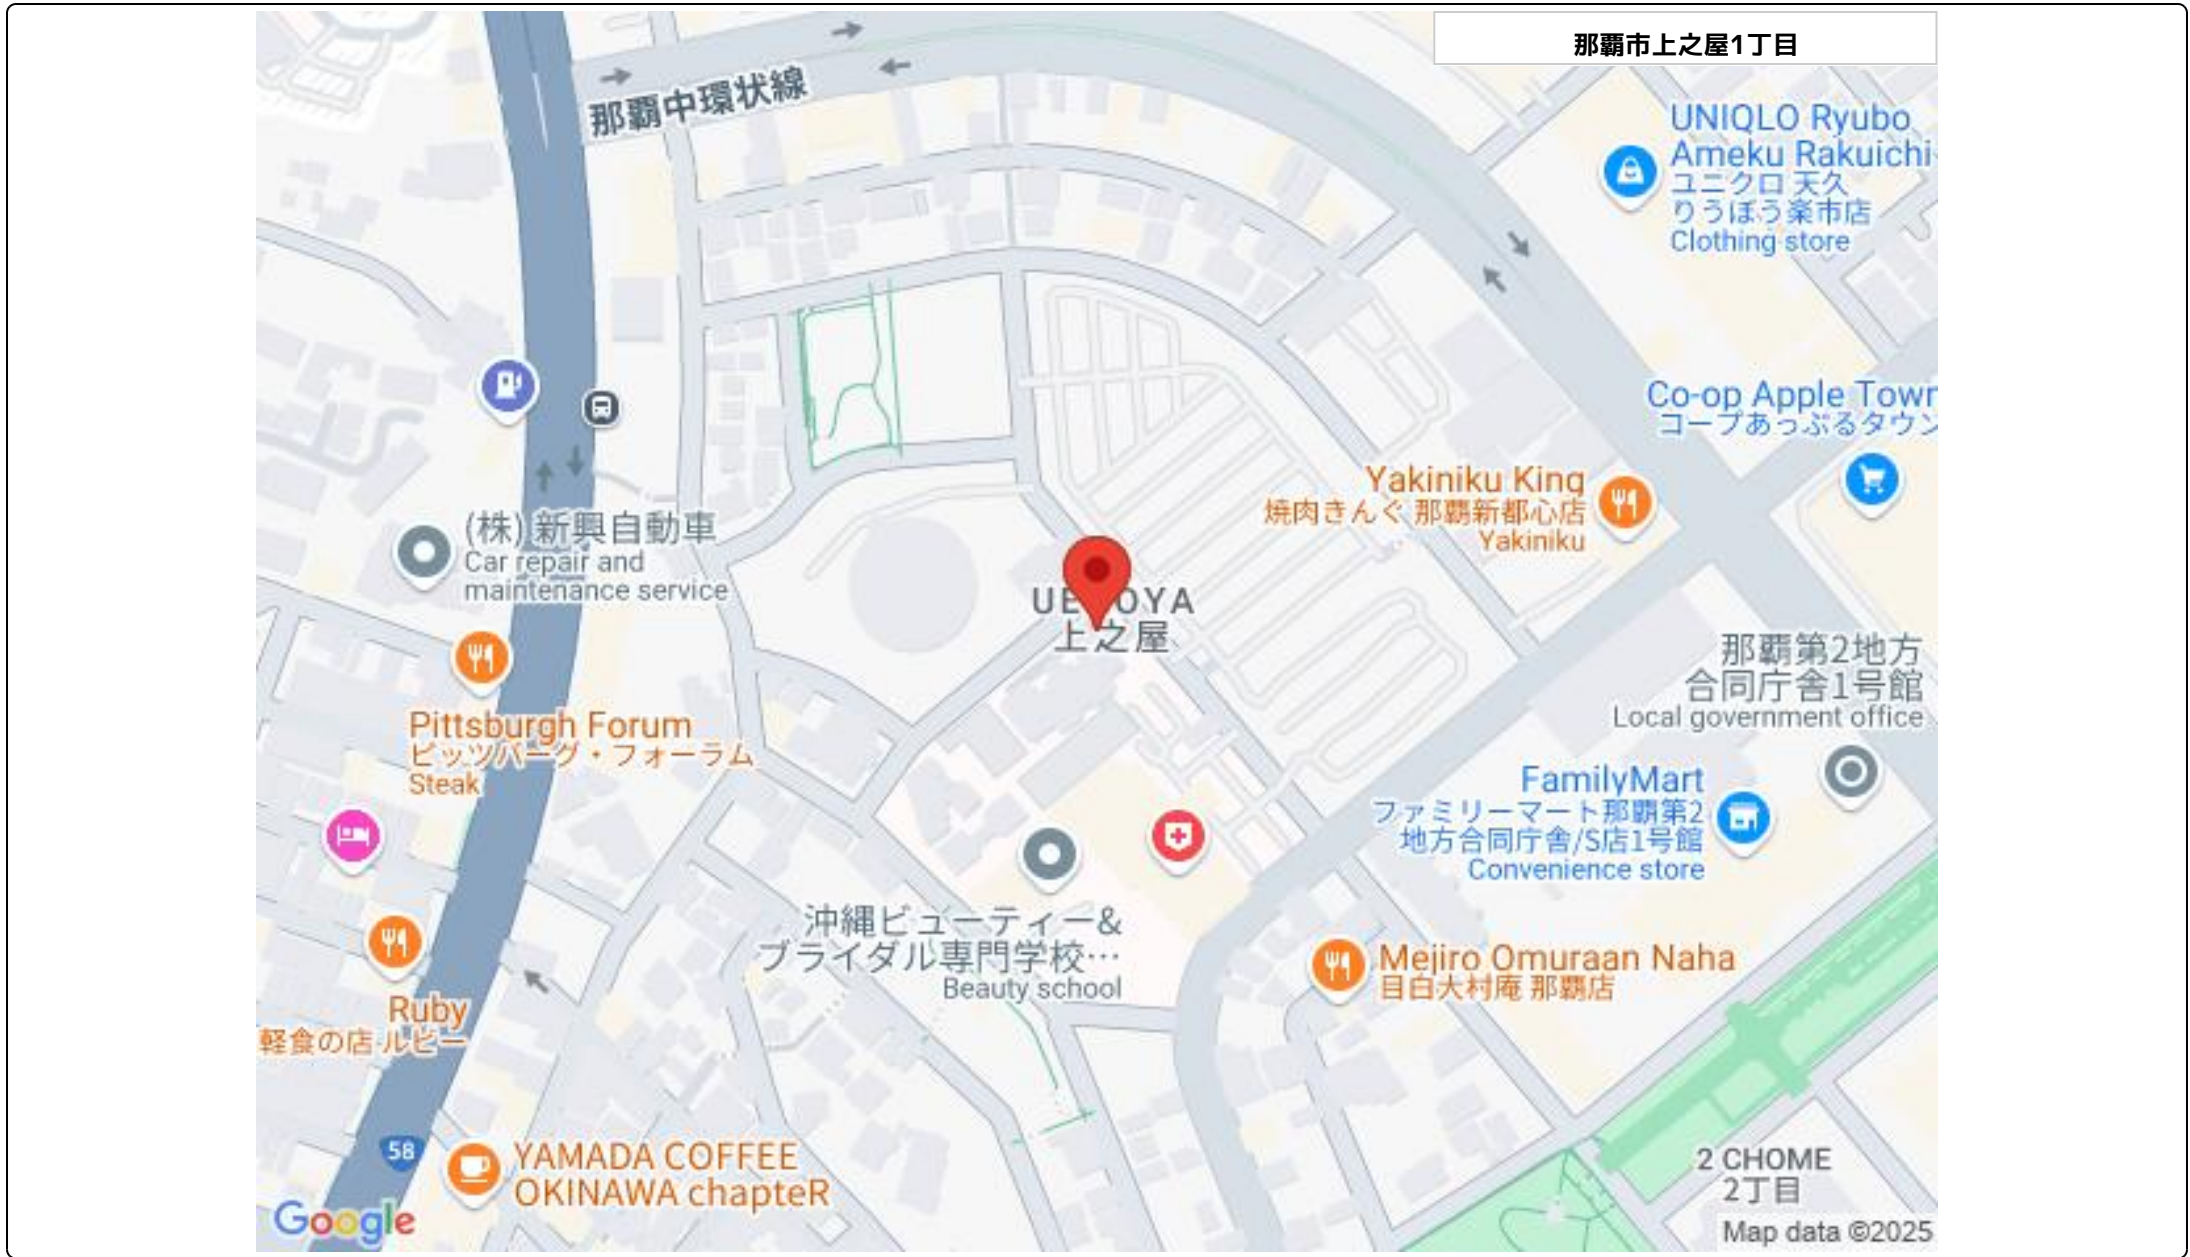 那覇市上之屋1丁目
那覇中環状線
UNIQLO Ryubo
Ameku Rakuichi
ユニクロ 天久
りうぼう楽市店
Clothing store
Co-op Apple Town
コープあっぷるタウン
Yakiniku King
焼肉きんぐ 那覇新都心店
Yakiniku
(株) 新興自動車
Car repair and
maintenance service
上之屋
那覇第2地方
合同庁舎1号館
Local government office
Pittsburgh Forum
ピッツバーグ・フォーラム
Steak
FamilyMart
ファミリーマート那覇第2
地方合同庁舎/S店1号館
Convenience store
沖縄ビューティー&
ブライダル専門学校…
Beauty school
Mejiro Omuraan Naha
目白大村庵 那覇店
Ruby
軽食の店 ルビー
58
YAMADA COFFEE
OKINAWA chapteR
2 CHOME
2丁目
Google
Map data ©2025